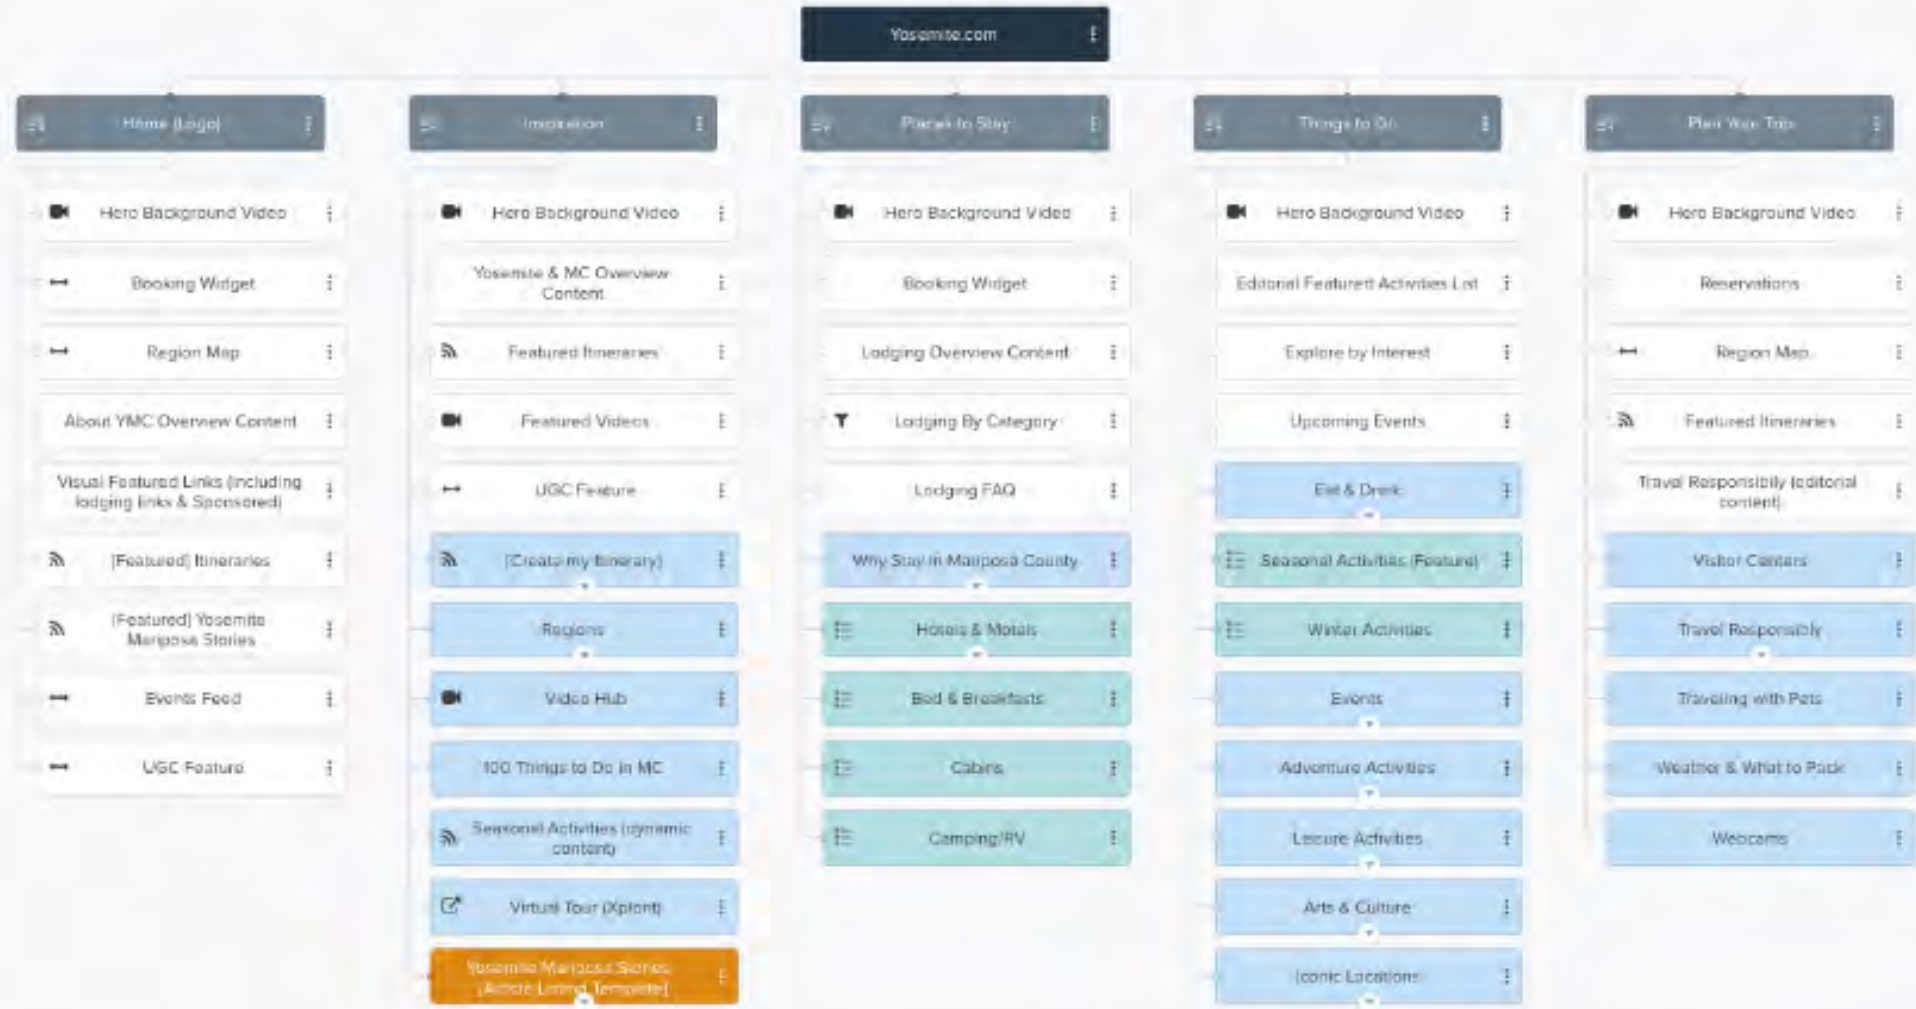 Yosemite.com
Home (Logo)
Hero Background Video
Booking Widget
Region Map
About YMC Overview Content
Visual Featured Links (including
lodging links & Sponsored)
[Featured] Itineraries
[Featured] Yosemite
Mariposa Stories
Events Feed
UGC Feature
Inspiration
Hero Background Video
Yosemite & MC Overview
Content
Featured Itineraries
Featured Videos
UGC Feature
[Create my Itinerary]
Regions
Video Hub
100 Things to Do in MC
Seasonal Activities (dynamic
content)
Virtual Tour (Xplorit)
Yosemite Mariposa Stories
[Article Listing Template]
Places to Stay
Hero Background Video
Booking Widget
Lodging Overview Content
Lodging By Category
Lodging FAQ
Why Stay in Mariposa County
Hotels & Motels
Bed & Breakfasts
Cabins
Camping/RV
Things to Do
Hero Background Video
Editorial Featured Activities List
Explore by Interest
Upcoming Events
Eat & Drink
Seasonal Activities (Feature)
Winter Activities
Events
Adventure Activities
Leisure Activities
Arts & Culture
Iconic Locations
Plan Your Trip
Hero Background Video
Reservations
Region Map
Featured Itineraries
Travel Responsibily (editorial
content)
Visitor Centers
Travel Responsibly
Traveling with Pets
Weather & What to Pack
Webcams